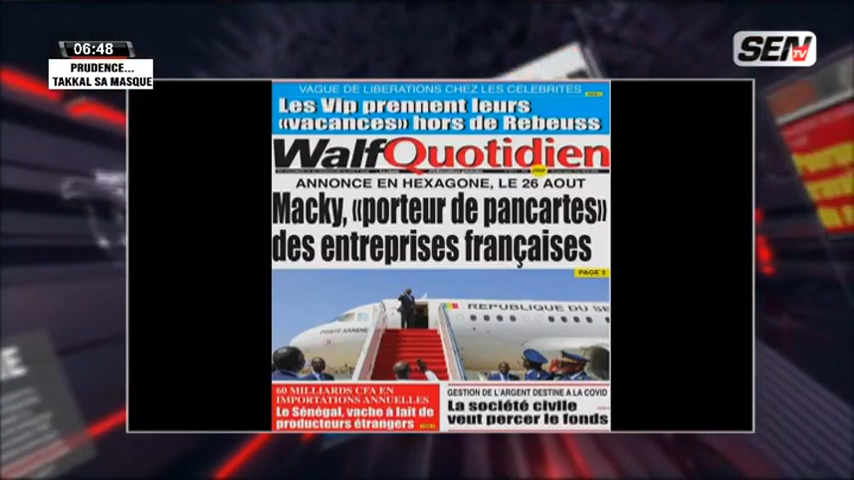 06:48
PRUDENCE...
TAKKAL SA MASQUE
SEN TV
VAGUE DE LIBERATIONS CHEZ LES CELEBRITES
Les Vip prennent leurs
«vacances» hors de Rebeuss
WalfQuotidien
ANNONCE EN HEXAGONE, LE 26 AOUT
Macky, «porteur de pancartes»
des entreprises françaises
PAGE 3
REPUBLIQUE DU SE
POINTE SARENE
60 MILLIARDS CFA EN
IMPORTATIONS ANNUELLES
Le Sénégal, vache à lait de
producteurs étrangers
GESTION DE L'ARGENT DESTINE A LA COVID
La société civile
veut percer le fonds